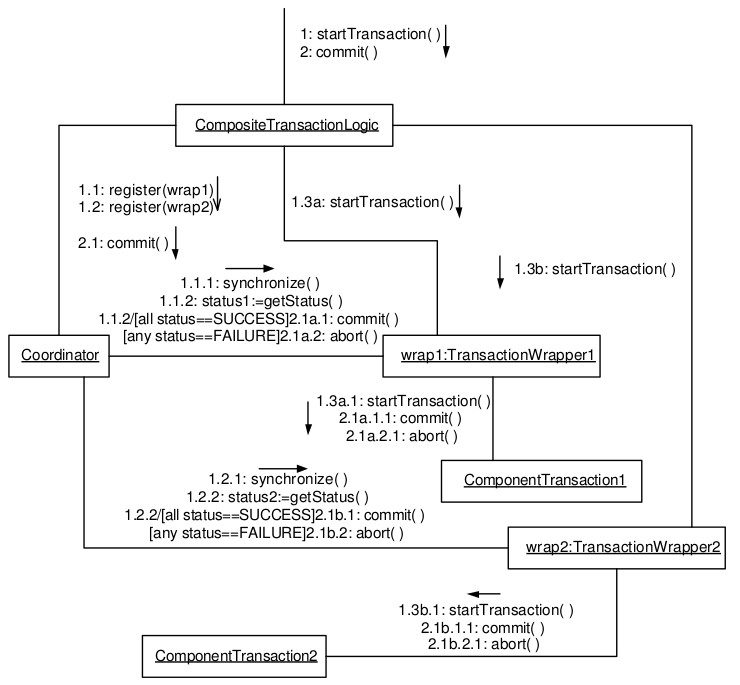 1: startTransaction( )
2: commit( )
CompositeTransactionLogic
1.1: register(wrap1)
1.2: register(wrap2)
1.3a: startTransaction( )
2.1: commit( )
1.3b: startTransaction( )
1.1.1: synchronize( )
1.1.2: status1:=getStatus( )
1.1.2/[all status==SUCCESS]2.1a.1: commit( )
[any status==FAILURE]2.1a.2: abort( )
Coordinator
wrap1:TransactionWrapper1
1.3a.1: startTransaction( )
2.1a.1.1: commit( )
2.1a.2.1: abort( )
1.2.1: synchronize( )
1.2.2: status2:=getStatus( )
1.2.2/[all status==SUCCESS]2.1b.1: commit( )
[any status==FAILURE]2.1b.2: abort( )
ComponentTransaction1
wrap2:TransactionWrapper2
1.3b.1: startTransaction( )
2.1b.1.1: commit( )
2.1b.2.1: abort( )
ComponentTransaction2